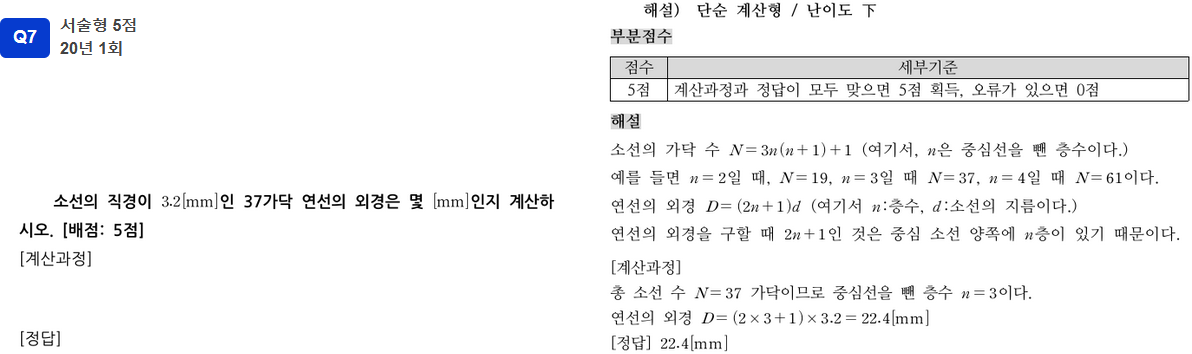 Q7
서술형 5점
20년 1회
소선의 직경이 3.2[mm]인 37가닥 연선의 외경은 몇 [mm]인지 계산하
시오. [배점: 5점]
[계산과정]
[정답]
해설) 단순 계산형 / 난이도 下
부분점수
점수 세부기준
5점 계산과정과 정답이 모두 맞으면 5점 획득, 오류가 있으면 0점
해설
소선의 가닥 수 N=3n(n+1)+1 (여기서, n은 중심선을 뺀 층수이다.)
예를 들면 n=2일 때, N=19, n=3일 때 N=37, n=4일 때 N=61이다.
연선의 외경 D=(2n+1)d (여기서 n:층수, d:소선의 지름이다.)
연선의 외경을 구할 때 2n+1인 것은 중심 소선 양쪽에 n층이 있기 때문이다.
[계산과정]
총 소선 수 N=37 가닥이므로 중심선을 뺀 층수 n=3이다.
연선의 외경 D=(2×3+1)×3.2=22.4[mm]
[정답] 22.4[mm]